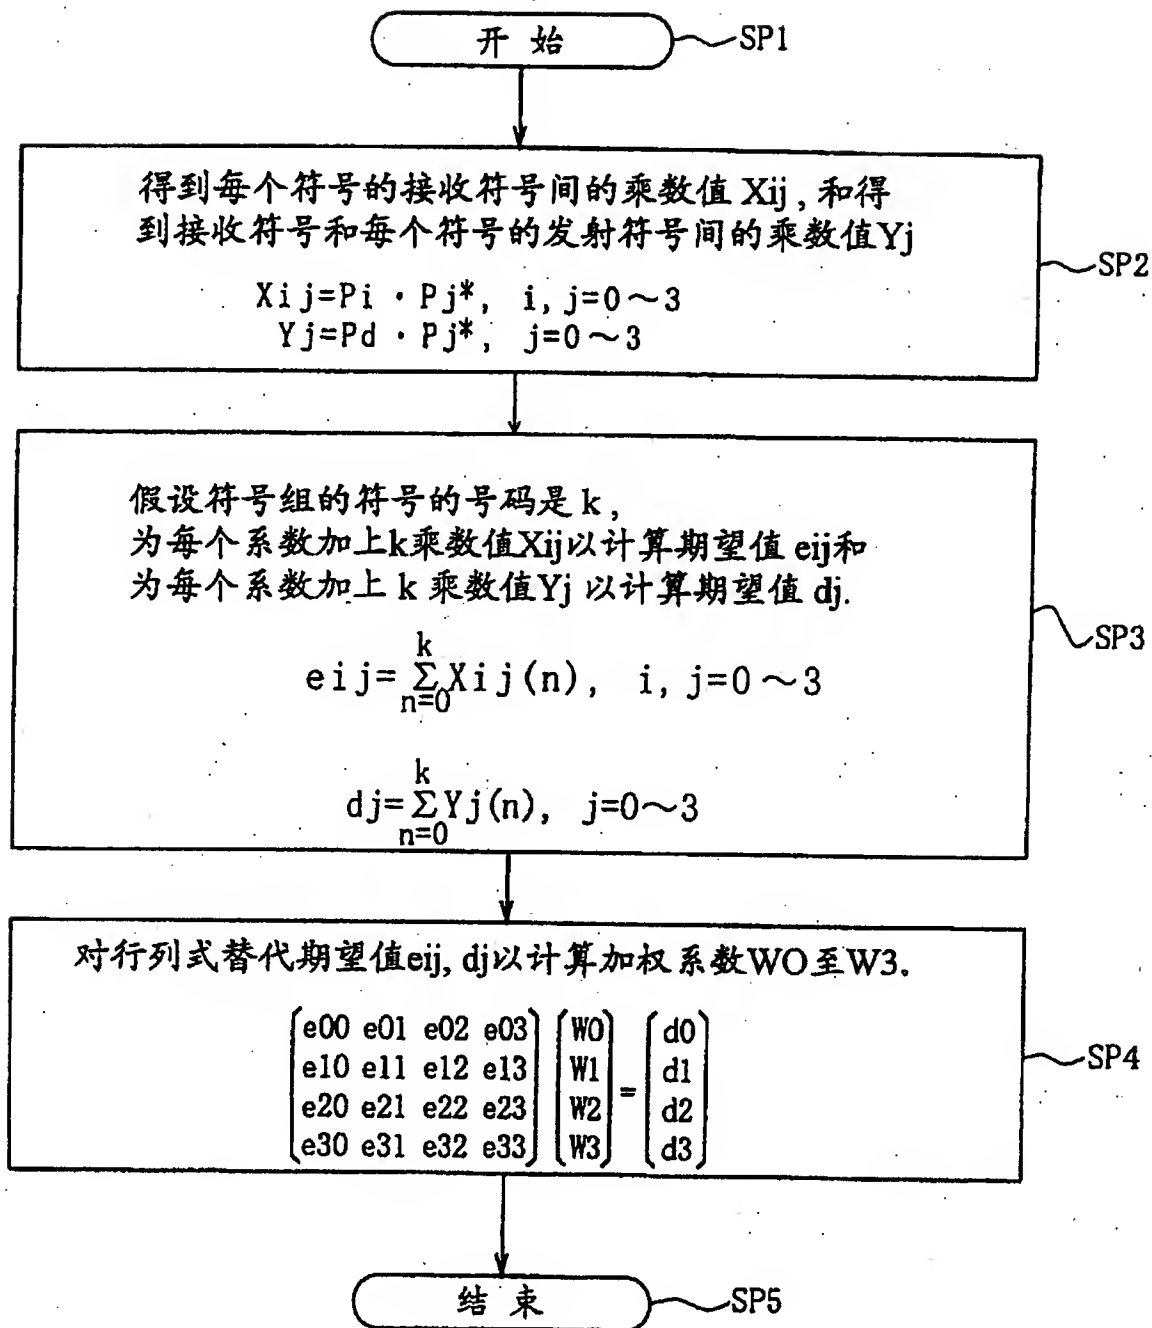 开 始
SP1
得到每个符号的接收符号间的乘数值 Xij , 和得
到接收符号和每个符号的发射符号间的乘数值Yj
Xij=Pi · Pj*, i, j=0～3
Yj=Pd · Pj*, j=0～3
SP2
假设符号组的符号的号码是 k ,
为每个系数加上k乘数值Xij以计算期望值 eij和
为每个系数加上 k 乘数值Yj 以计算期望值 dj.
k
eij=ΣXij(n), i, j=0～3
n=0
k
dj=ΣYj(n), j=0～3
n=0
SP3
对行列式替代期望值eij, dj以计算加权系数WO至W3.
e00 e01 e02 e03 W0 d0
e10 e11 e12 e13 W1 d1
=
e20 e21 e22 e23 W2 d2
e30 e31 e32 e33 W3 d3
SP4
结 束
SP5